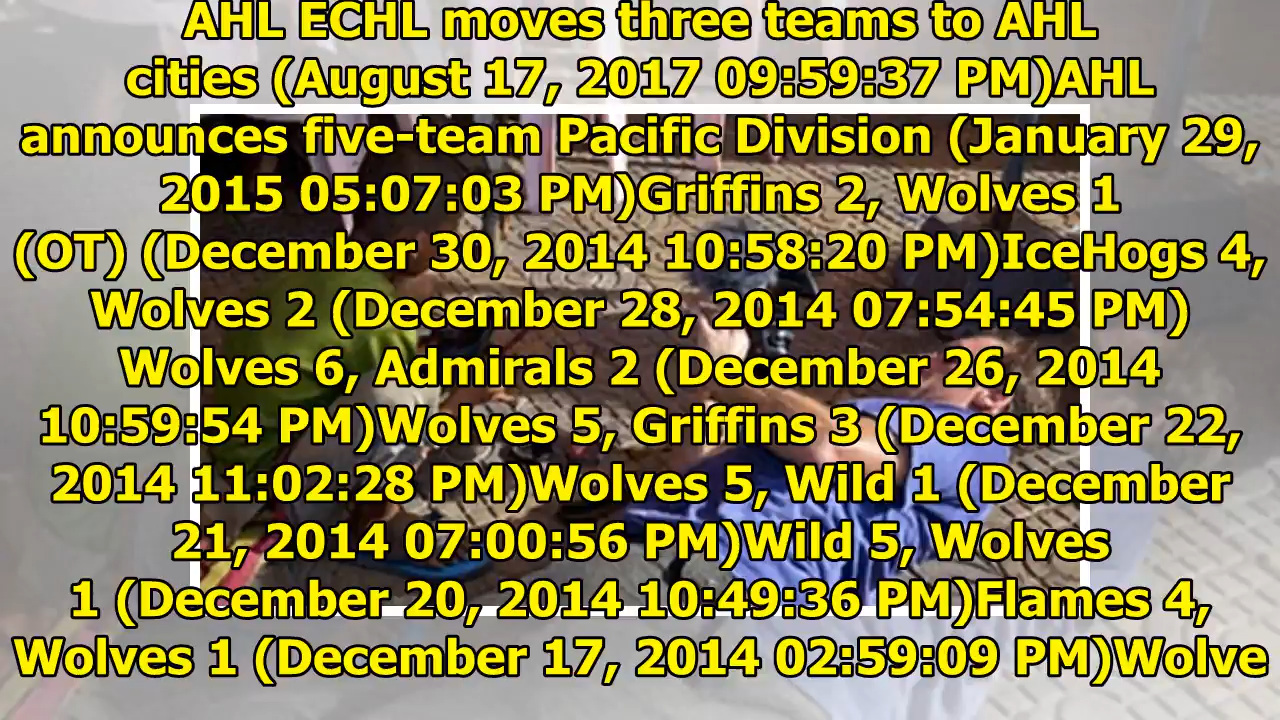 AHL ECHL moves three teams to AHL
cities (August 17, 2017 09:59:37 PM)AHL
announces five-team Pacific Division (January 29,
2015 05:07:03 PM)Griffins 2, Wolves 1
(OT) (December 30, 2014 10:58:20 PM)IceHogs 4,
Wolves 2 (December 28, 2014 07:54:45 PM)
Wolves 6, Admirals 2 (December 26, 2014
10:59:54 PM)Wolves 5, Griffins 3 (December 22,
2014 11:02:28 PM)Wolves 5, Wild 1 (December
21, 2014 07:00:56 PM)Wild 5, Wolves
1 (December 20, 2014 10:49:36 PM)Flames 4,
Wolves 1 (December 17, 2014 02:59:09 PM)Wolve